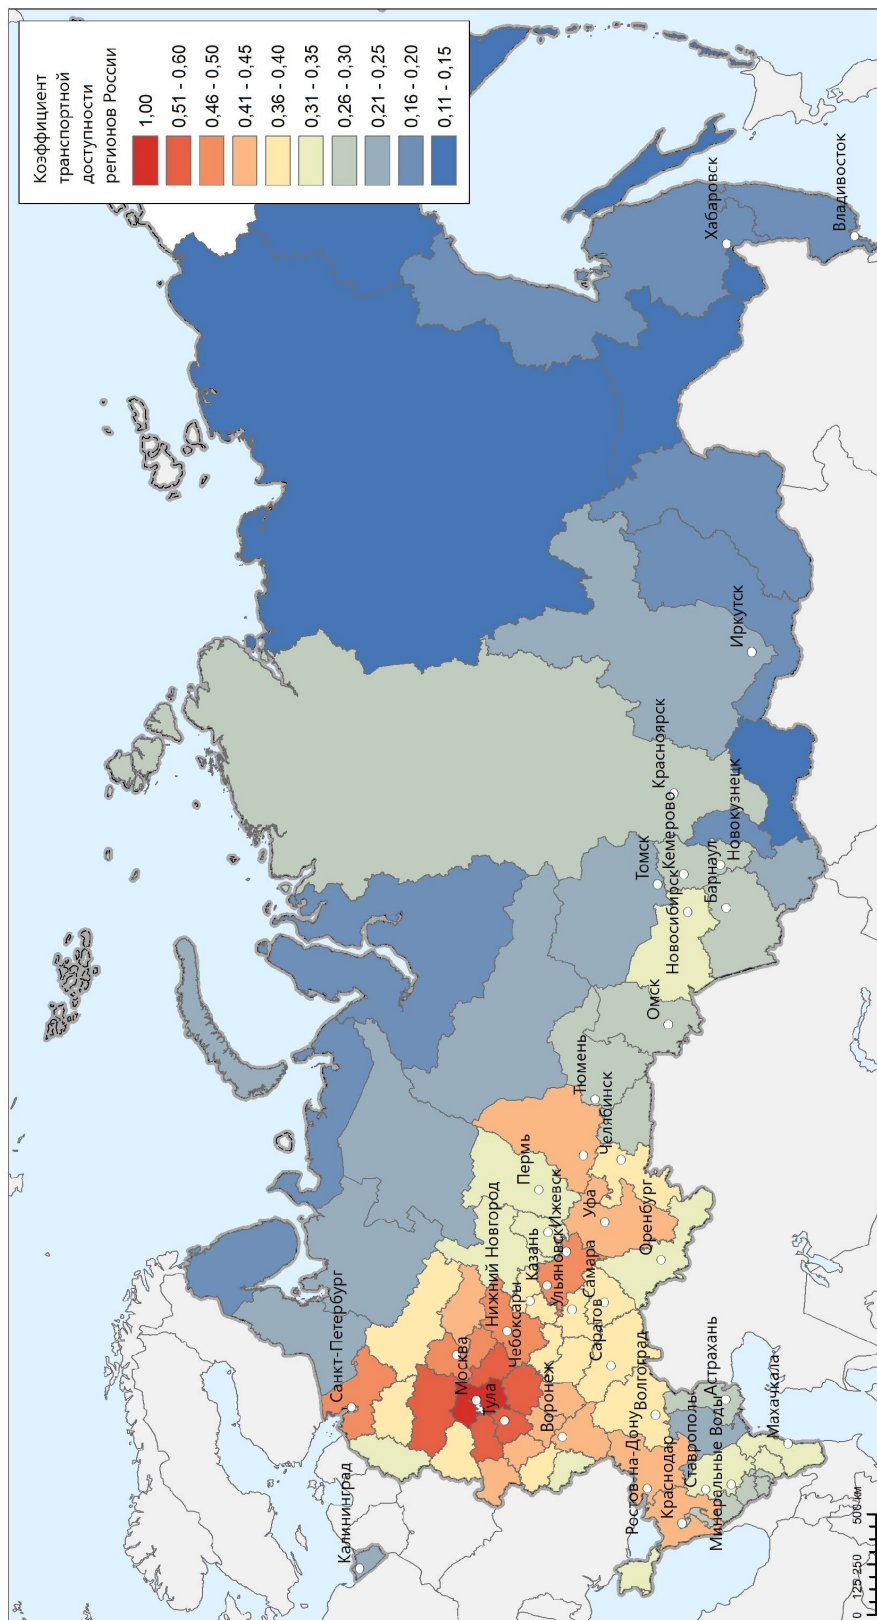 Коэффициент
транспортной
доступности
регионов России
1,00
0,51 - 0,60
0,46 - 0,50
0,41 - 0,45
0,36 - 0,40
0,31 - 0,35
0,26 - 0,30
0,21 - 0,25
0,16 - 0,20
0,11 - 0,15
Калининград
Санкт-Петербург
Москва
Тула
Нижний Новгород
Чебоксары
Казань
Ульяновск
Ижевск
Пермь
Самара
Саратов
Воронеж
Уфа
Оренбург
Челябинск
Тюмень
Омск
Томск
Новосибирск
Кемерово
Красноярск
Барнаул
Новокузнецк
Иркутск
Хабаровск
Владивосток
Волгоград
Ростов-на-Дону
Краснодар
Ставрополь
Минеральные Воды
Астрахань
Махачкала
0 125 250 500 км